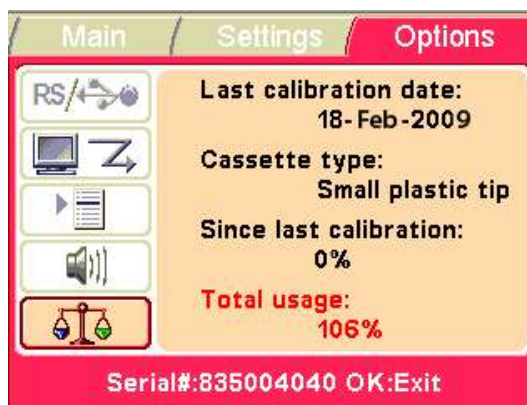 Main
Settings
Options
RS/
Last calibration date:
18-Feb-2009
Cassette type:
Small plastic tip
Since last calibration:
0%
Total usage:
106%
Serial#:835004040 OK:Exit